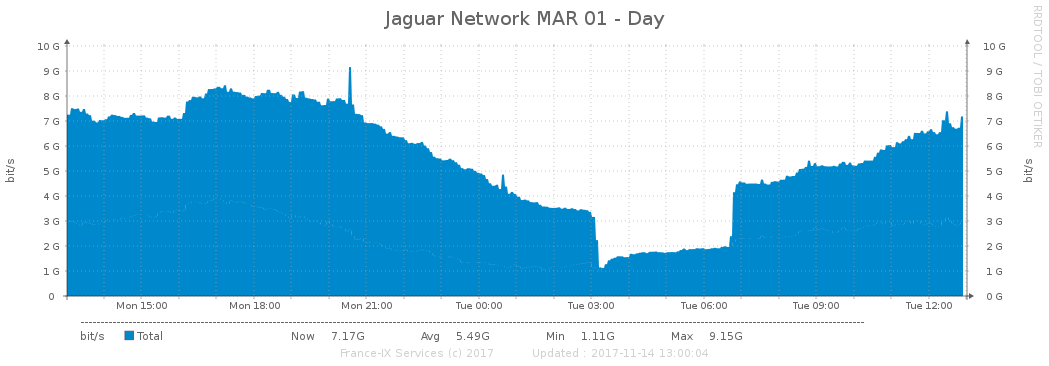 Jaguar Network MAR 01 - Day
RRDTOOL / TOBI OETIKER
bit/s
bit/s
10 G 10 G
9 G 9 G
8 G 8 G
7 G 7 G
6 G 6 G
5 G 5 G
4 G 4 G
3 G 3 G
2 G 2 G
1 G 1 G
0 0 G
Mon 15:00 Mon 18:00 Mon 21:00 Tue 00:00 Tue 03:00 Tue 06:00 Tue 09:00 Tue 12:00
bit/s Total Now 7.17G Avg 5.49G Min 1.11G Max 9.15G
France-IX Services (c) 2017 Updated : 2017-11-14 13:00:04